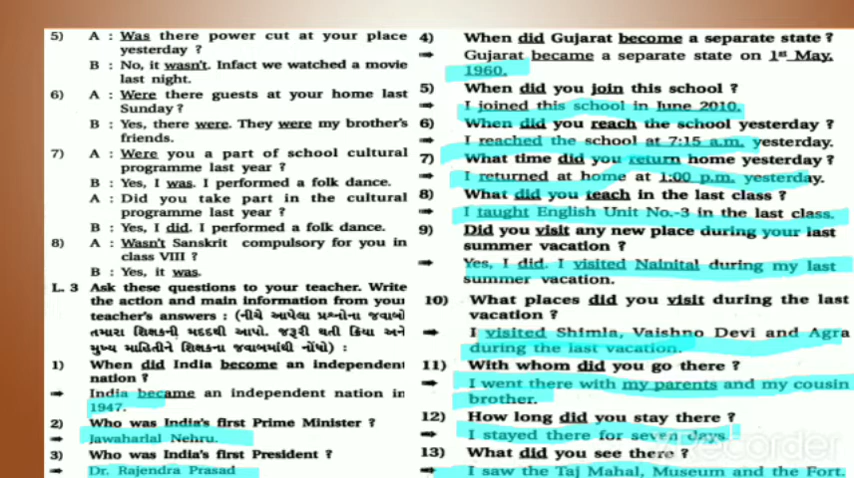 5) A : Was there power cut at your place
yesterday ?
B : No, it wasn't. Infact we watched a movie
last night.
6) A : Were there guests at your home last
Sunday ?
B : Yes, there were. They were my brother's
friends.
7) A : Were you a part of school cultural
programme last year ?
B : Yes, I was. I performed a folk dance.
A : Did you take part in the cultural
programme last year ?
B : Yes, I did. I performed a folk dance.
8) A : Wasn't Sanskrit compulsory for you in
class VIII ?
B : Yes, it was.
L. 3 Ask these questions to your teacher. Write
the action and main information from your
teacher's answers : (નીચે આપેલા પ્રશ્નોના જવાબો
તમારા શિક્ષકની મદદથી આપો. જરૂરી થતી ક્રિયા અને
મુખ્ય માહિતીને શિક્ષકના જવાબમાંથી નોંધો) :
1) When did India become an independent
nation ?
➡ India became an independent nation in
1947.
2) Who was India's first Prime Minister ?
➡ Jawaharlal Nehru.
3) Who was India's first President ?
➡ Dr. Rajendra Prasad
4) When did Gujarat become a separate state ?
➡ Gujarat became a separate state on 1st May,
1960.
5) When did you join this school ?
➡ I joined this school in June 2010.
6) When did you reach the school yesterday ?
➡ I reached the school at 7:15 a.m. yesterday.
7) What time did you return home yesterday ?
➡ I returned at home at 1:00 p.m. yesterday.
8) What did you teach in the last class ?
➡ I taught English Unit No.-3 in the last class.
9) Did you visit any new place during your last
summer vacation ?
➡ Yes, I did. I visited Nainital during my last
summer vacation.
10) What places did you visit during the last
vacation ?
➡ I visited Shimla, Vaishno Devi and Agra
during the last vacation.
11) With whom did you go there ?
➡ I went there with my parents and my cousin
brother.
12) How long did you stay there ?
➡ I stayed there for seven days.
13) What did you see there ?
➡ I saw the Taj Mahal, Museum and the Fort.